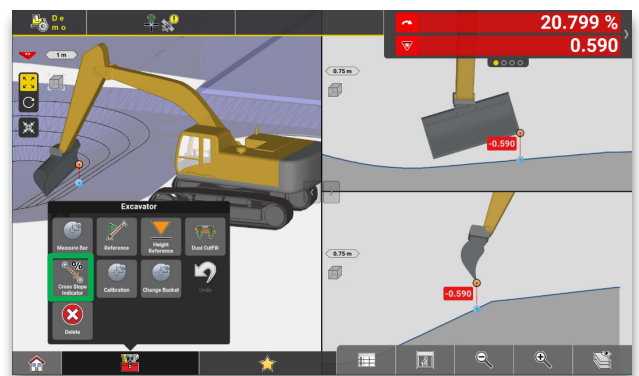 De
mo
20.799 %
0.590
1 m
0.75 m
-0.590
Excavator
Measure Bar
Reference
Height
Reference
Dual Cut/Fill
%
Cross Slope
Indicator
Calibration
Change Bucket
Undo
Delete
0.75 m
-0.590